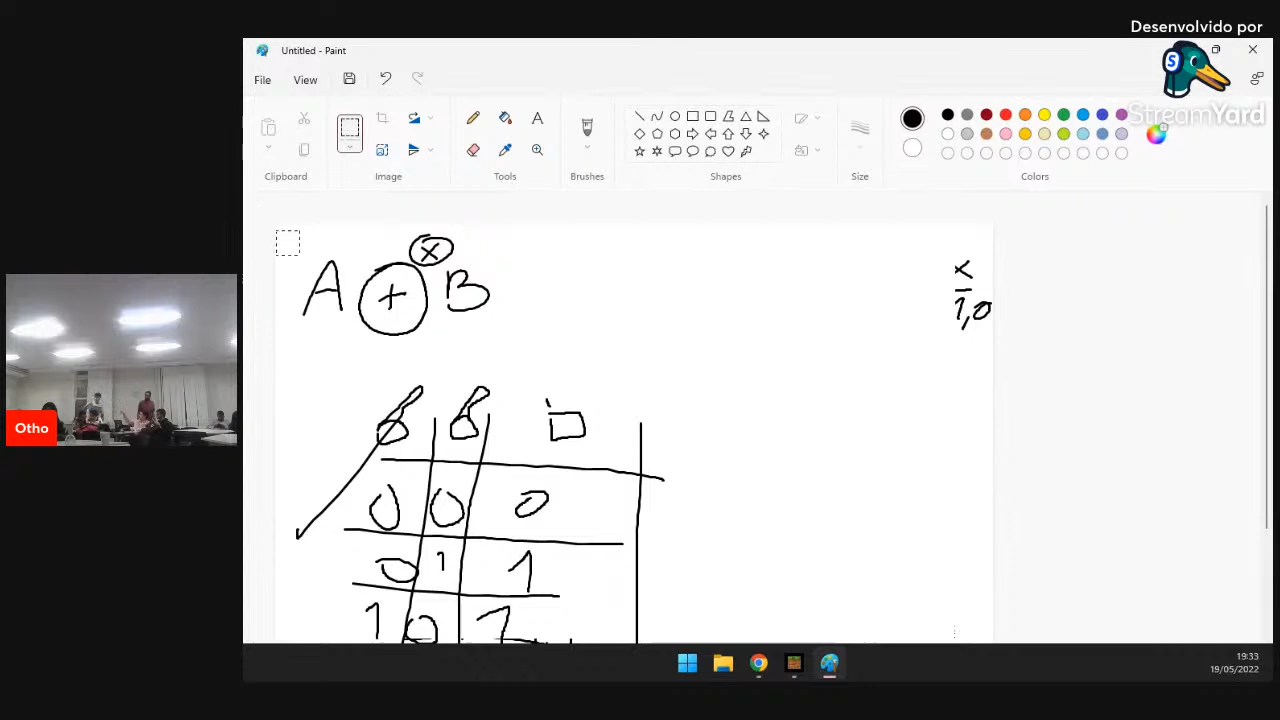 Desenvolvido por
StreamYard
Untitled - Paint
File View
Clipboard Image Tools Brushes Shapes Size Colors
A + B
x
x
1,0
0 0 0
0 1 1
1 0 1
Otho
19:33
19/05/2022